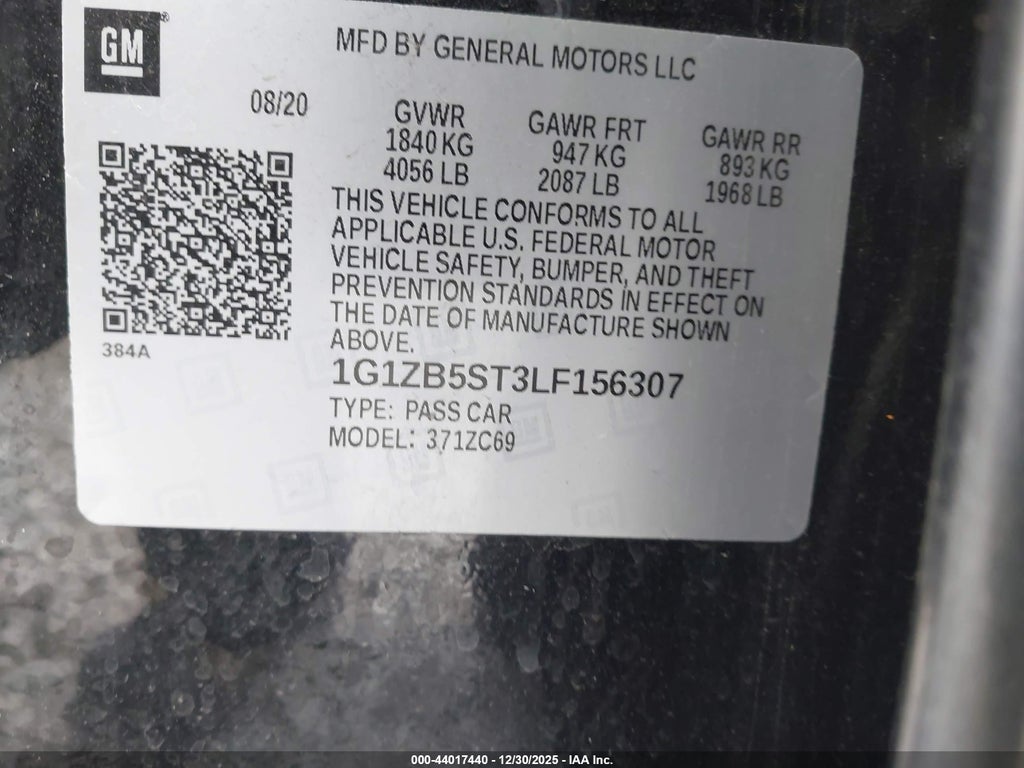 GM
MFD BY GENERAL MOTORS LLC
08/20
GVWR
1840 KG
4056 LB
GAWR FRT
947 KG
2087 LB
GAWR RR
893 KG
1968 LB
THIS VEHICLE CONFORMS TO ALL
APPLICABLE U.S. FEDERAL MOTOR
VEHICLE SAFETY, BUMPER, AND THEFT
PREVENTION STANDARDS IN EFFECT ON
THE DATE OF MANUFACTURE SHOWN
ABOVE.
384A
1G1ZB5ST3LF156307
TYPE: PASS CAR
MODEL: 371ZC69
000-44017440 - 12/30/2025 - IAA Inc.